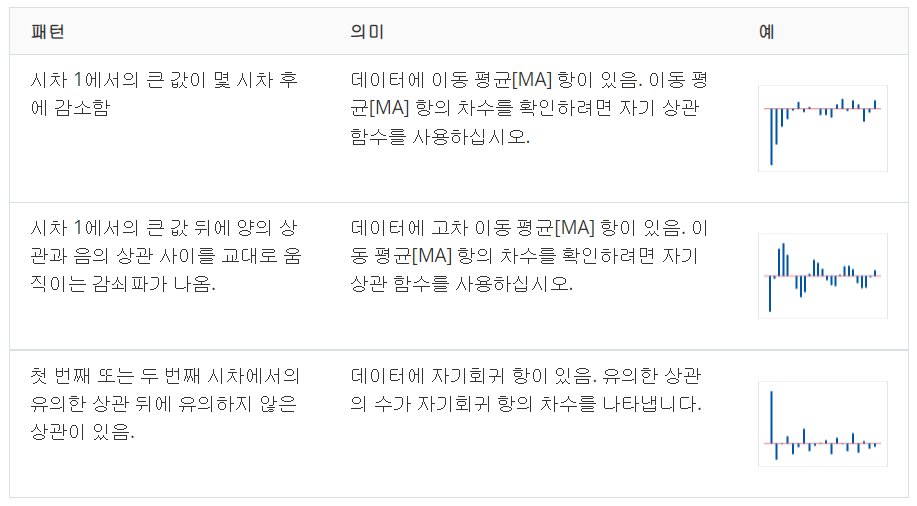 패턴
의미
예
시차 1에서의 큰 값이 몇 시차 후
에 감소함
데이터에 이동 평균[MA] 항이 있음. 이동 평
균[MA] 항의 차수를 확인하려면 자기 상관
함수를 사용하십시오.
시차 1에서의 큰 값 뒤에 양의 상
관과 음의 상관 사이를 교대로 움
직이는 감쇠파가 나옴.
데이터에 고차 이동 평균[MA] 항이 있음. 이
동 평균[MA] 항의 차수를 확인하려면 자기
상관 함수를 사용하십시오.
첫 번째 또는 두 번째 시차에서의
유의한 상관 뒤에 유의하지 않은
상관이 있음.
데이터에 자기회귀 항이 있음. 유의한 상관
의 수가 자기회귀 항의 차수를 나타냅니다.